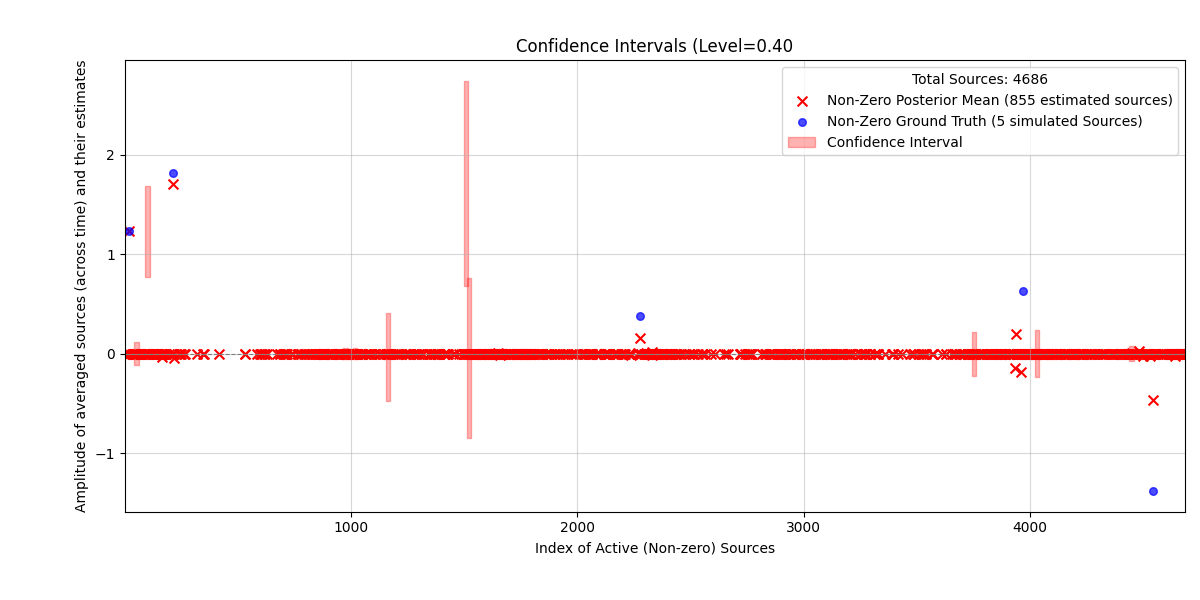 Confidence Intervals (Level=0.40
Total Sources: 4686
Non-Zero Posterior Mean (855 estimated sources)
Non-Zero Ground Truth (5 simulated Sources)
Confidence Interval
Amplitude of averaged sources (across time) and their estimates
2
1
0
−1
1000
2000
3000
4000
Index of Active (Non-zero) Sources